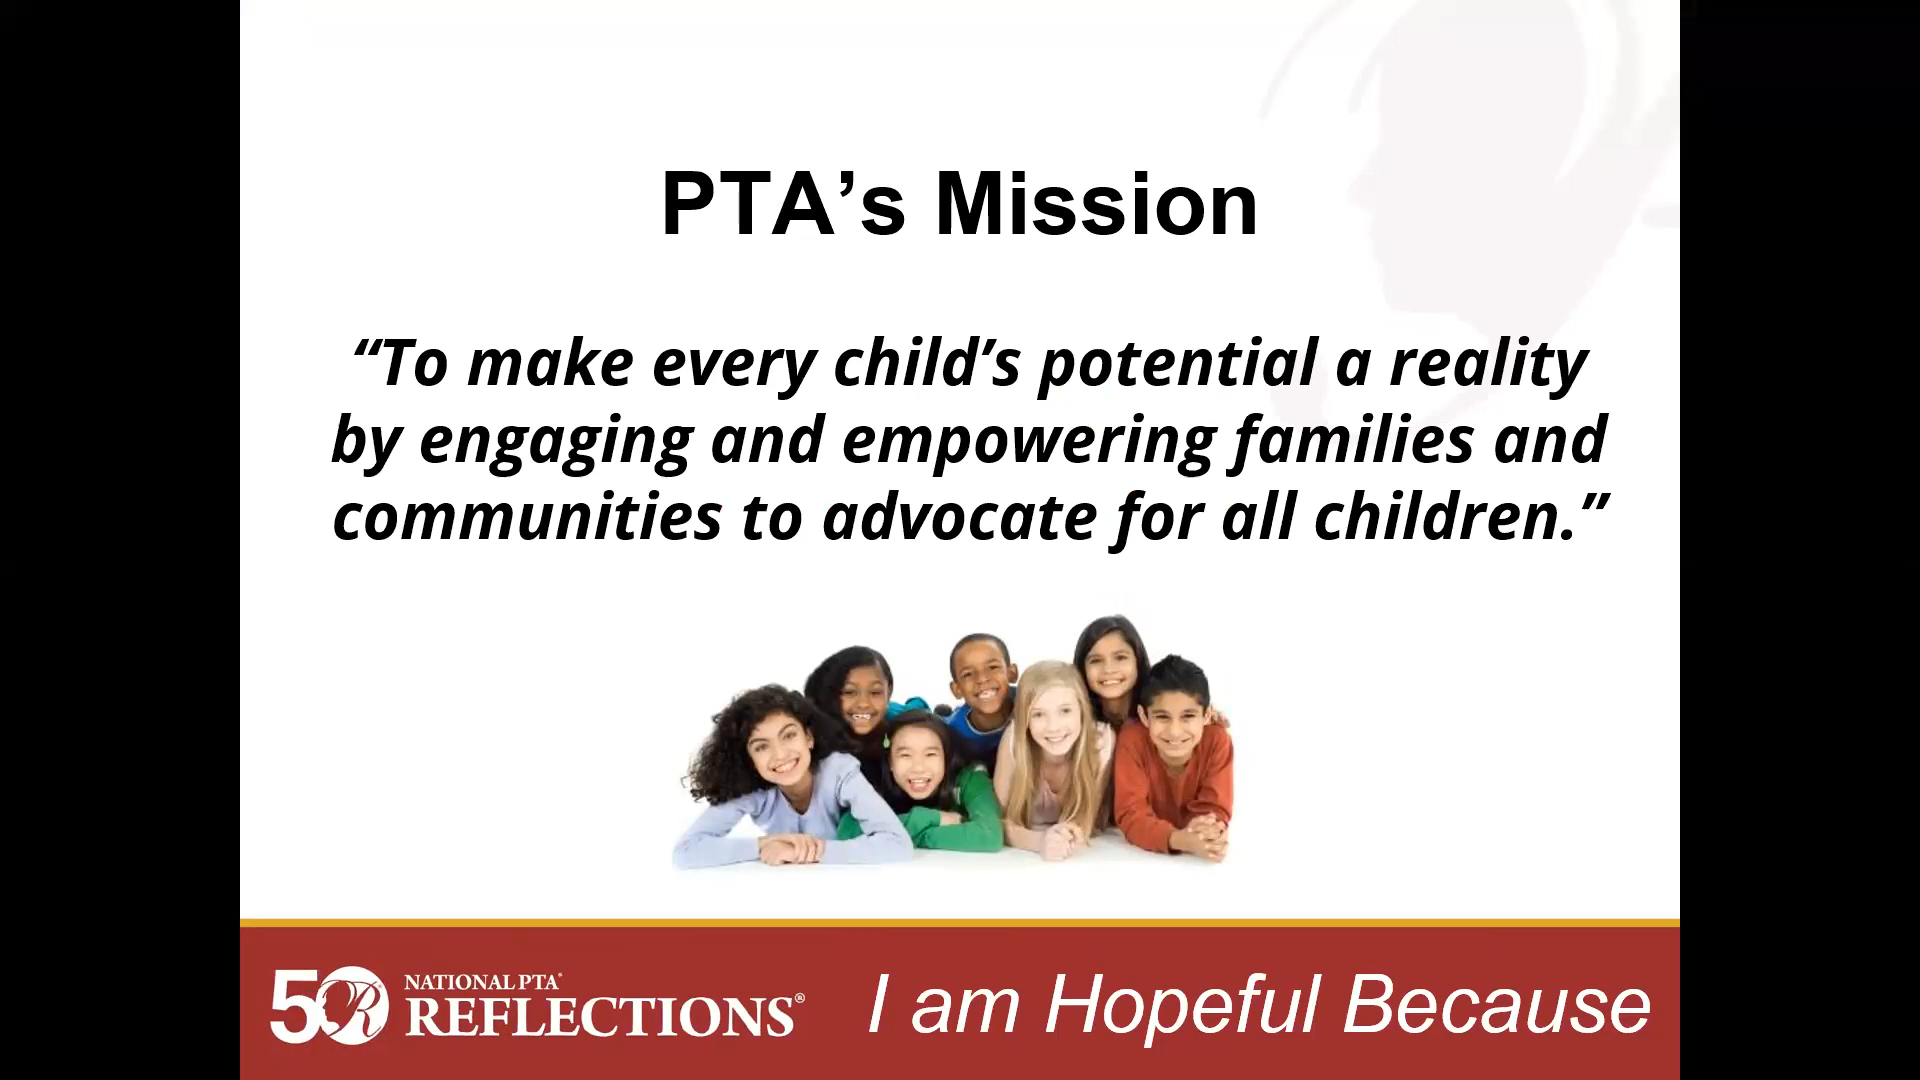 PTA’s Mission
“To make every child’s potential a reality
by engaging and empowering families and
communities to advocate for all children.”
50 NATIONAL PTA®
REFLECTIONS®
I am Hopeful Because